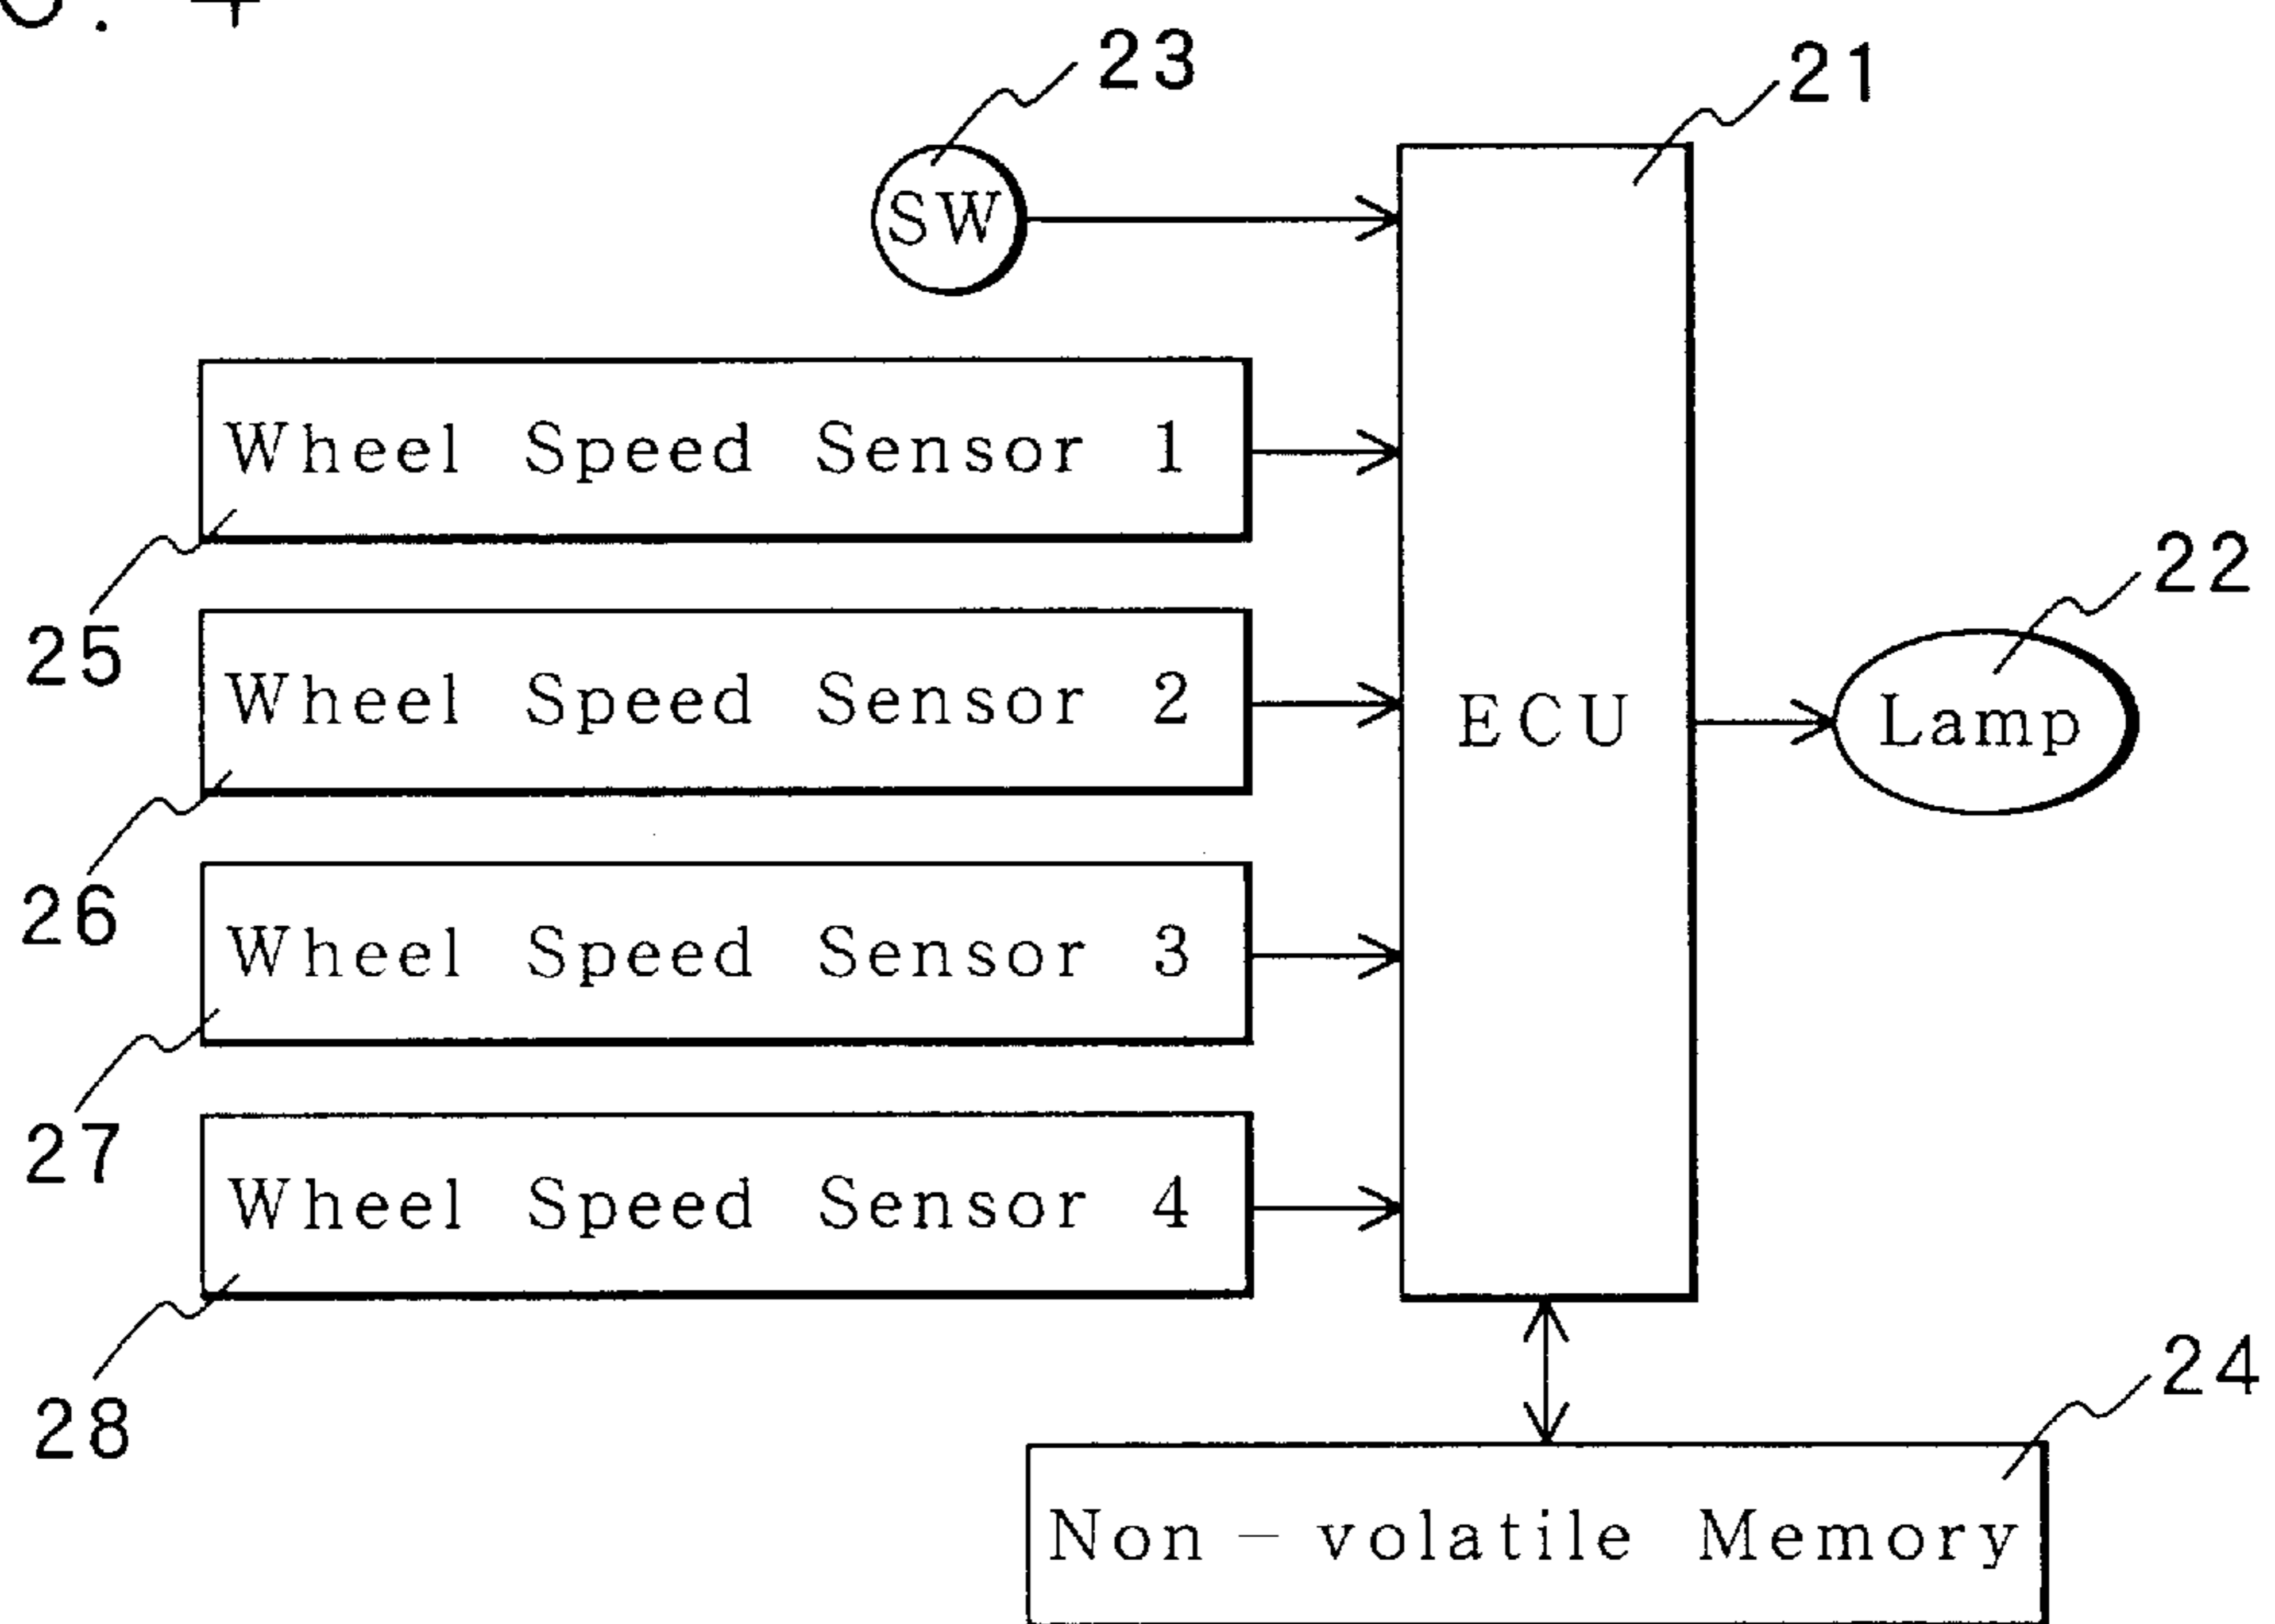 23
21
SW
Wheel Speed Sensor 1
25
22
Wheel Speed Sensor 2
ECU
Lamp
26
Wheel Speed Sensor 3
27
Wheel Speed Sensor 4
28
24
Non-volatile Memory